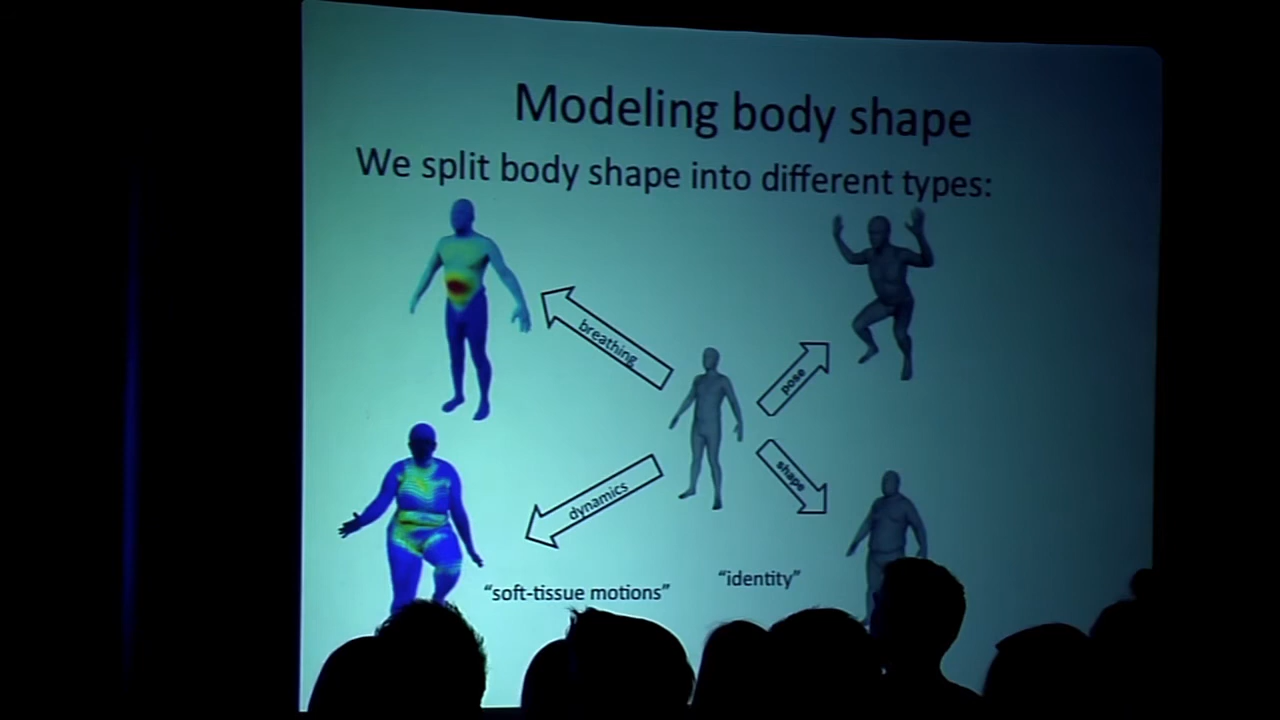 Modeling body shape
We split body shape into different types:
breathing
pose
shape
dynamics
"identity"
"soft-tissue motions"